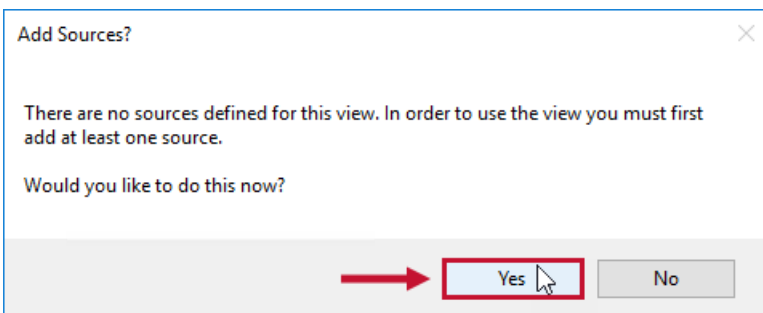 Add Sources?
There are no sources defined for this view. In order to use the view you must first
add at least one source.
Would you like to do this now?
Yes
No